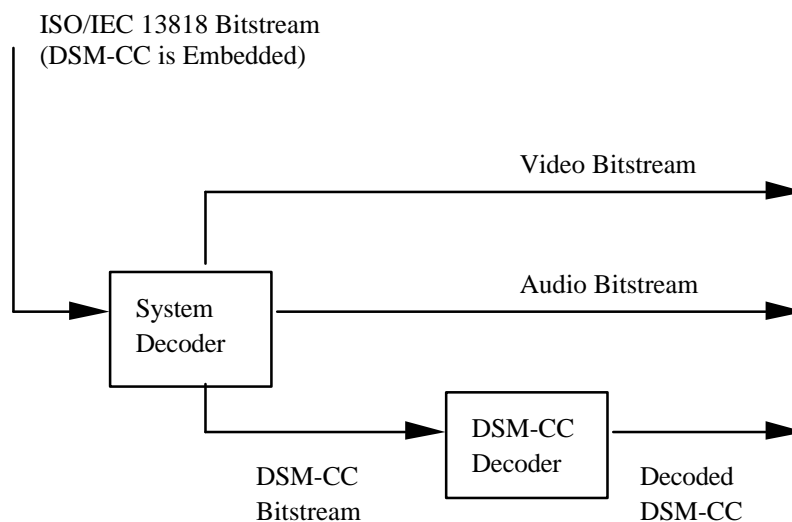 ISO/IEC 13818 Bitstream
(DSM-CC is Embedded)
Video Bitstream
Audio Bitstream
System
Decoder
DSM-CC
Decoder
DSM-CC
Bitstream
Decoded
DSM-CC